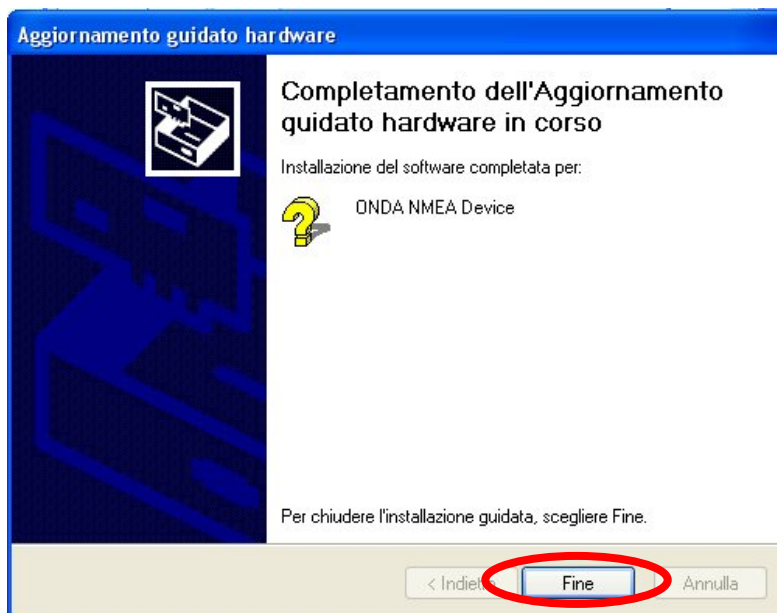 Aggiornamento guidato hardware
Completamento dell'Aggiornamento
guidato hardware in corso
Installazione del software completata per:
ONDA NMEA Device
Per chiudere l'installazione guidata, scegliere Fine.
< Indietro Fine Annulla